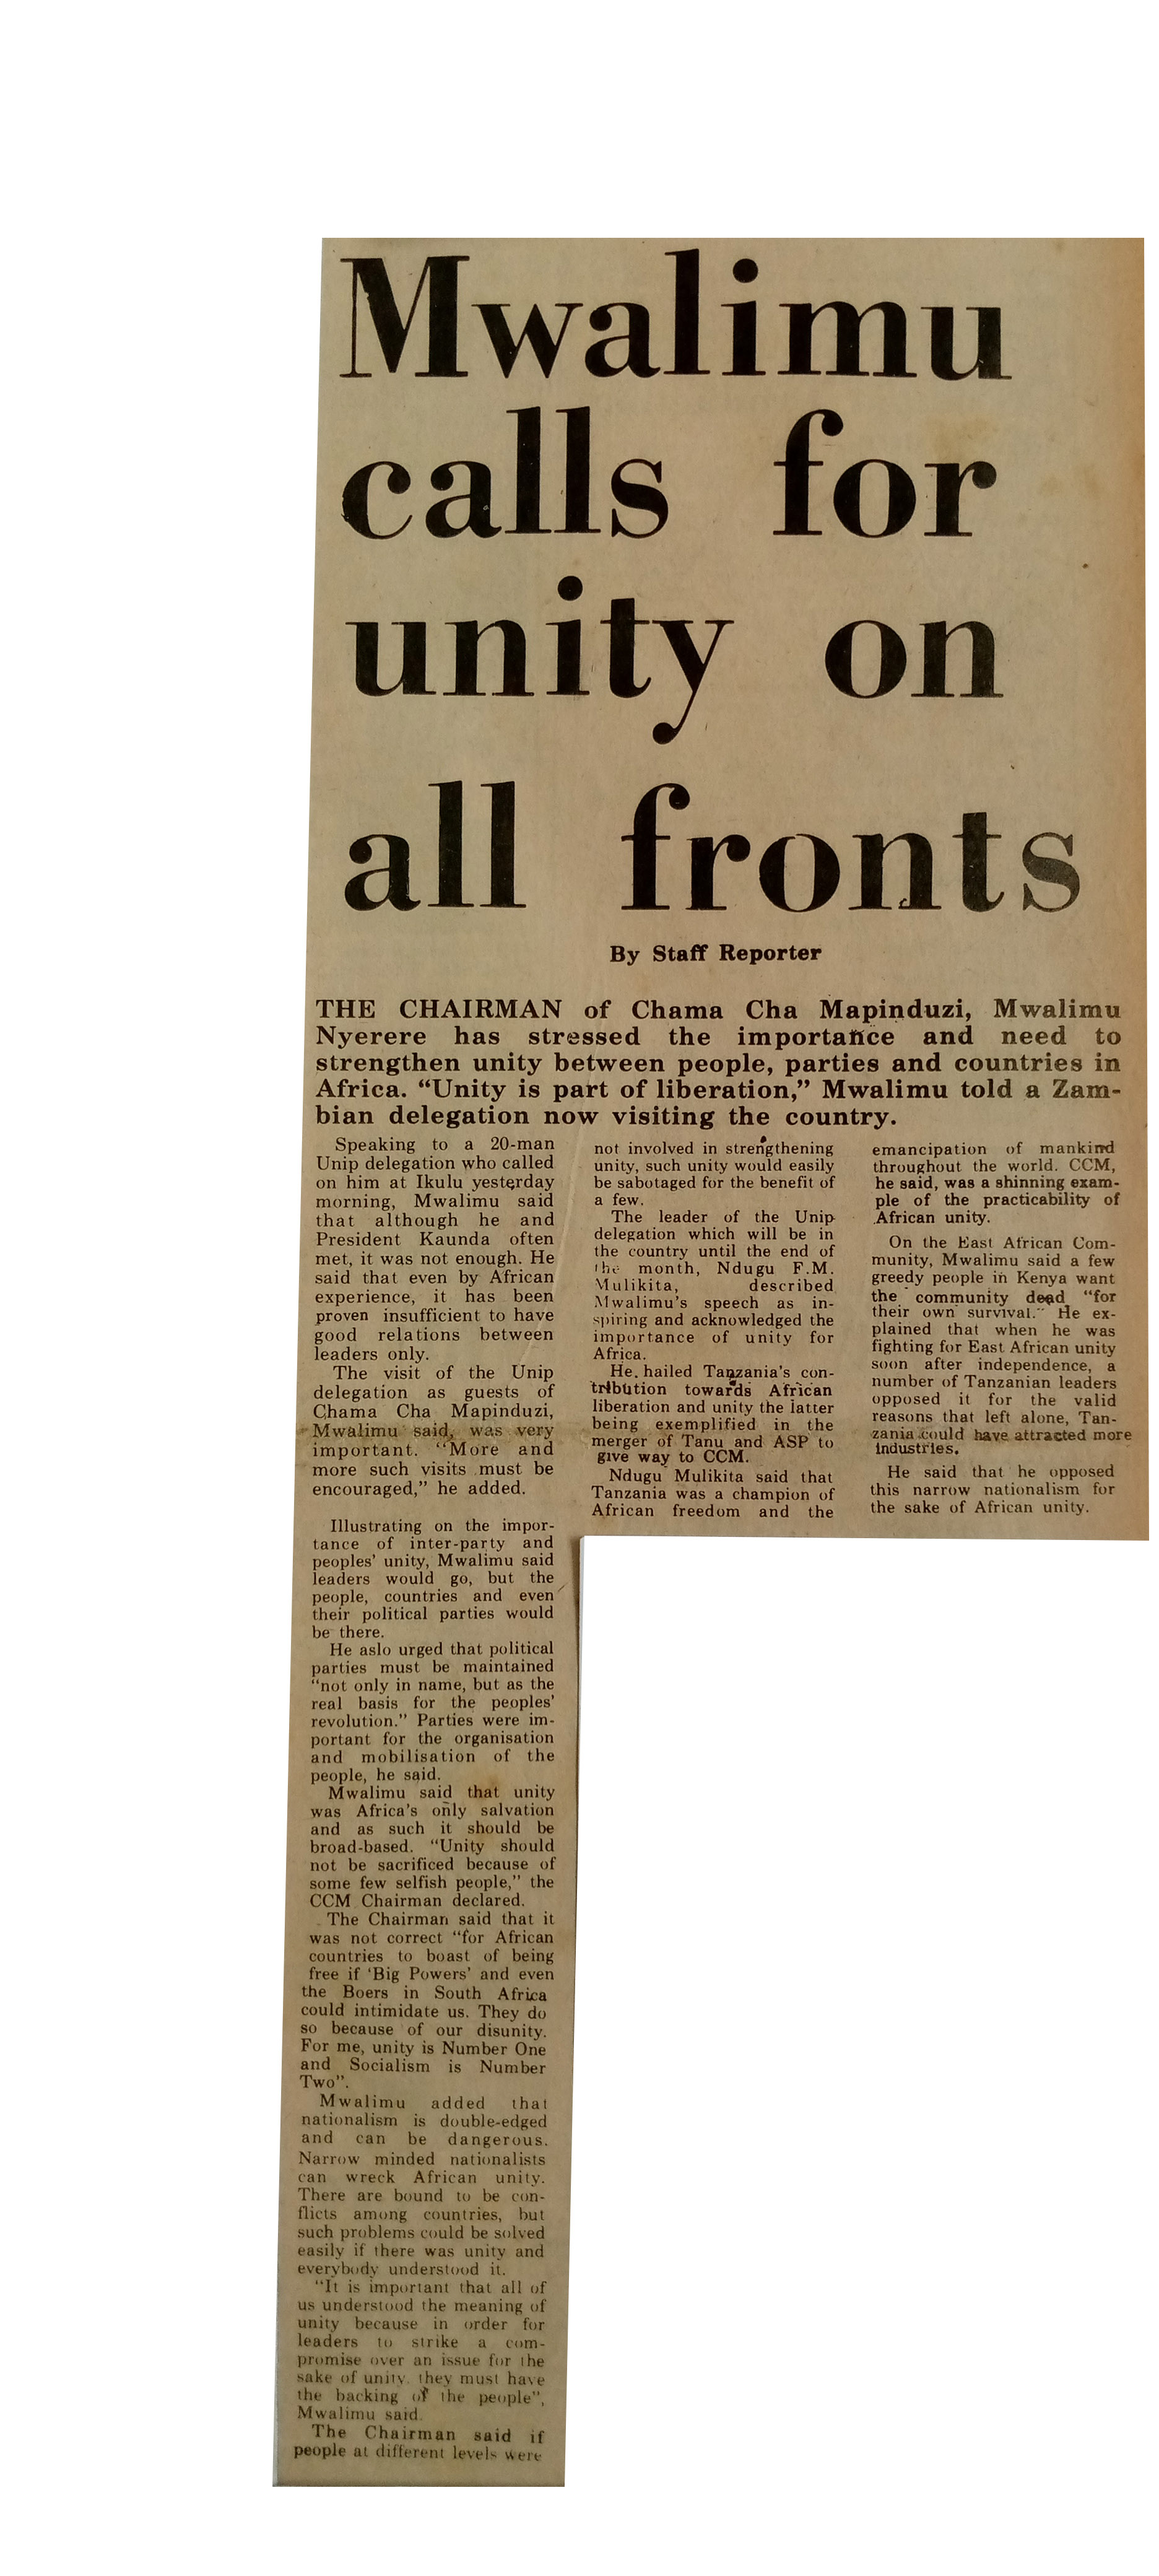 Mwalimu
calls for
unity on
all fronts
By Staff Reporter
THE CHAIRMAN of Chama Cha Mapinduzi, Mwalimu
Nyerere has stressed the importance and need to
strengthen unity between people, parties and countries in
Africa. “Unity is part of liberation,” Mwalimu told a Zam-
bian delegation now visiting the country.
Speaking to a 20-man
Unip delegation who called
on him at Ikulu yesterday
morning, Mwalimu said
that although he and
President Kaunda often
met, it was not enough. He
said that even by African
experience, it has been
proven insufficient to have
good relations between
leaders only.
The visit of the Unip
delegation as guests of
Chama Cha Mapinduzi,
Mwalimu said, was very
important. “More and
more such visits must be
encouraged,” he added.
Illustrating on the impor-
tance of inter-party and
peoples’ unity, Mwalimu said
leaders would go, but the
people, countries and even
their political parties would
be there.
He aslo urged that political
parties must be maintained
“not only in name, but as the
real basis for the peoples’
revolution.” Parties were im-
portant for the organisation
and mobilisation of the
people, he said.
Mwalimu said that unity
was Africa’s only salvation
and as such it should be
broad-based. “Unity should
not be sacrificed because of
some few selfish people,” the
CCM Chairman declared.
The Chairman said that it
was not correct “for African
countries to boast of being
free if ‘Big Powers’ and even
the Boers in South Africa
could intimidate us. They do
so because of our disunity.
For me, unity is Number One
and Socialism is Number
Two”.
Mwalimu added that
nationalism is double-edged
and can be dangerous.
Narrow minded nationalists
can wreck African unity.
There are bound to be con-
flicts among countries, but
such problems could be solved
easily if there was unity and
everybody understood it.
“It is important that all of
us understood the meaning of
unity because in order for
leaders to strike a com-
promise over an issue for the
sake of unity, they must have
the backing of the people”,
Mwalimu said.
The Chairman said if
people at different levels were
not involved in strengthening
unity, such unity would easily
be sabotaged for the benefit of
a few.
The leader of the Unip
delegation which will be in
the country until the end of
the month, Ndugu F.M.
Mulikita, described
Mwalimu’s speech as in-
spiring and acknowledged the
importance of unity for
Africa.
He hailed Tanzania’s con-
tribution towards African
liberation and unity the latter
being exemplified in the
merger of Tanu and ASP to
give way to CCM.
Ndugu Mulikita said that
Tanzania was a champion of
African freedom and the
emancipation of mankind
throughout the world. CCM,
he said, was a shinning exam-
ple of the practicability of
African unity.
On the East African Com-
munity, Mwalimu said a few
greedy people in Kenya want
the community dead “for
their own survival.” He ex-
plained that when he was
fighting for East African unity
soon after independence, a
number of Tanzanian leaders
opposed it for the valid
reasons that left alone, Tan-
zania could have attracted more
industries.
He said that he opposed
this narrow nationalism for
the sake of African unity.